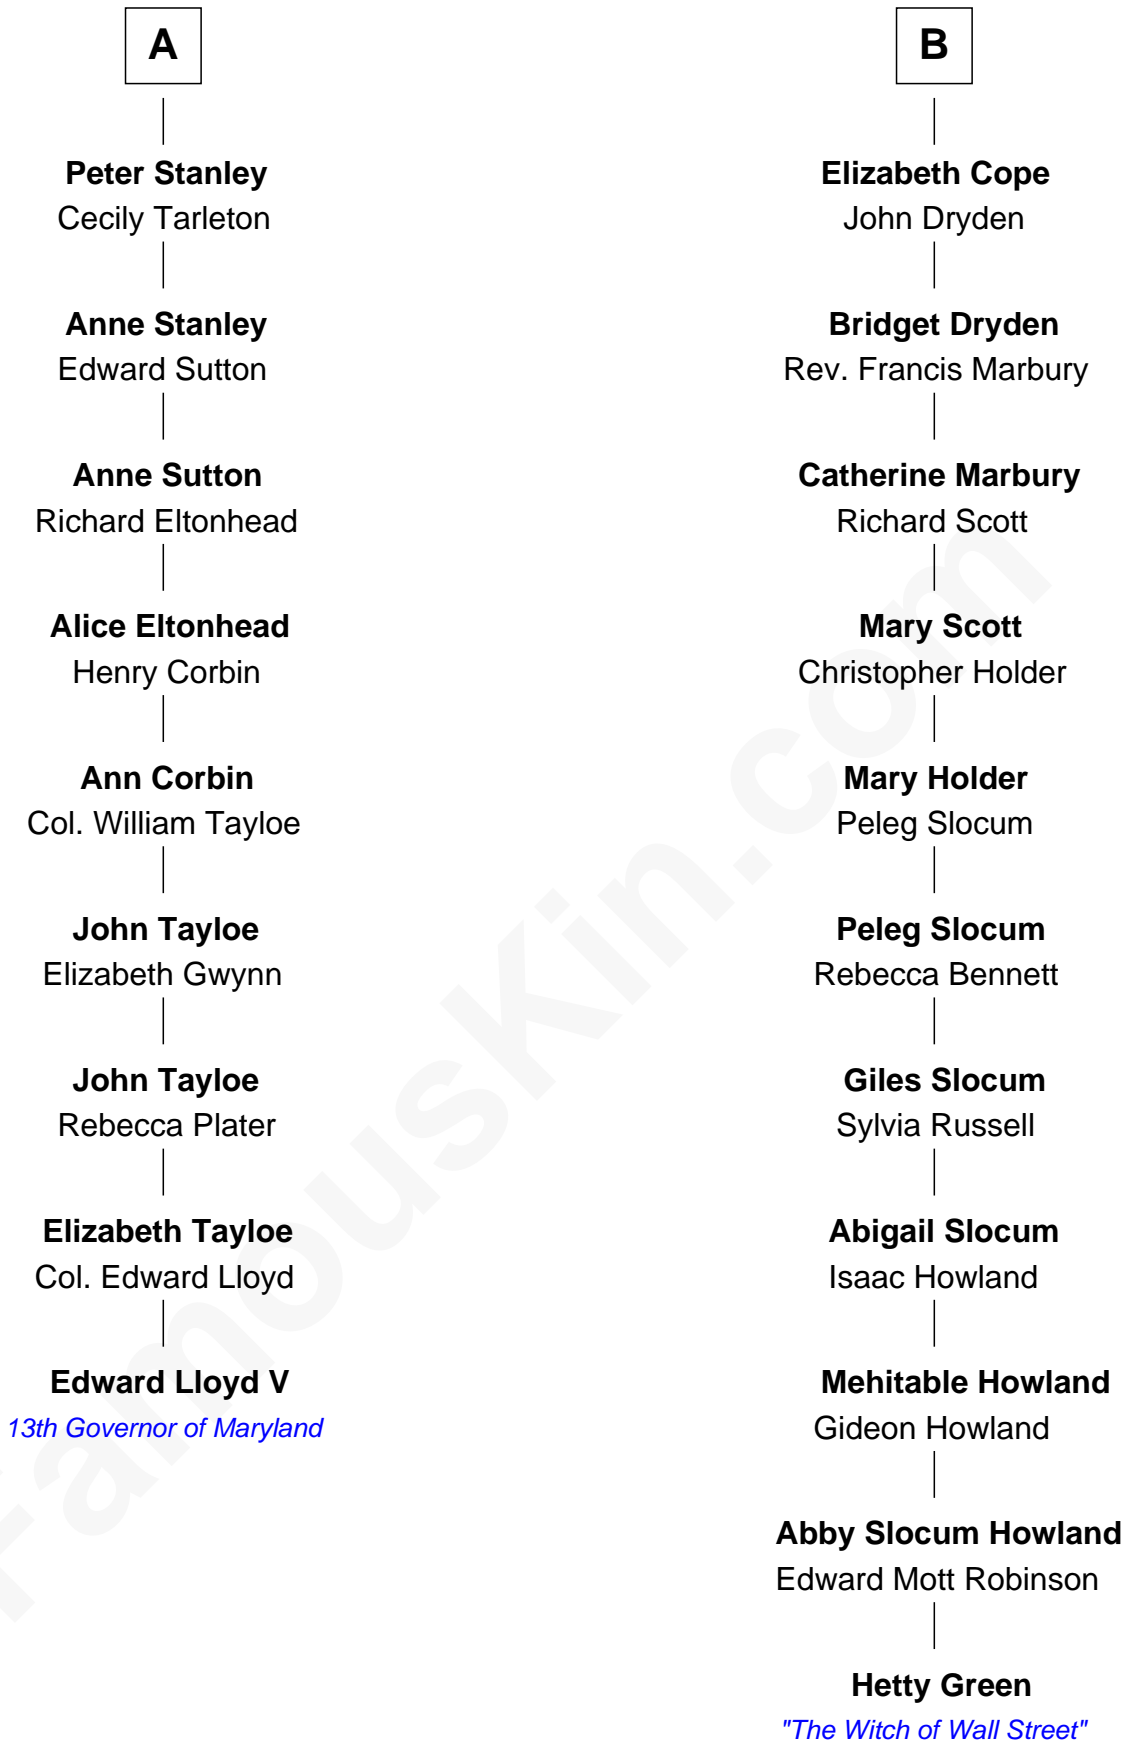 A
Peter Stanley
Cecily Tarleton
Anne Stanley
Edward Sutton
Anne Sutton
Richard Eltonhead
Alice Eltonhead
Henry Corbin
Ann Corbin
Col. William Tayloe
John Tayloe
Elizabeth Gwynn
John Tayloe
Rebecca Plater
Elizabeth Tayloe
Col. Edward Lloyd
Edward Lloyd V
13th Governor of Maryland
B
Elizabeth Cope
John Dryden
Bridget Dryden
Rev. Francis Marbury
Catherine Marbury
Richard Scott
Mary Scott
Christopher Holder
Mary Holder
Peleg Slocum
Peleg Slocum
Rebecca Bennett
Giles Slocum
Sylvia Russell
Abigail Slocum
Isaac Howland
Mehitable Howland
Gideon Howland
Abby Slocum Howland
Edward Mott Robinson
Hetty Green
"The Witch of Wall Street"
FamousKin.com